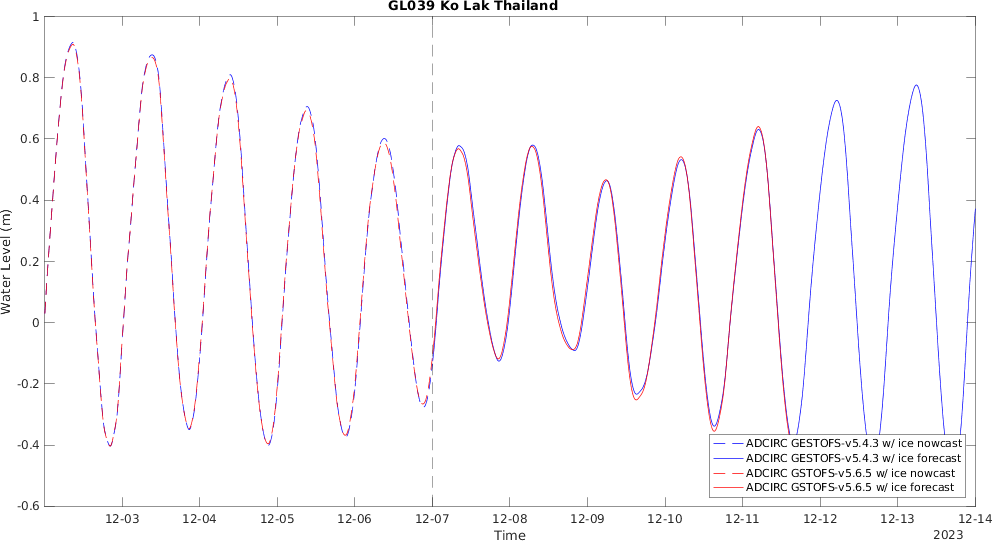 GL039 Ko Lak Thailand
1
0.8
0.6
0.4
0.2
0
-0.2
-0.4
-0.6
Water Level (m)
12-03 12-04 12-05 12-06 12-07 12-08 12-09 12-10 12-11 12-12 12-13 12-14
Time
2023
ADCIRC GESTOFS-v5.4.3 w/ ice nowcast
ADCIRC GESTOFS-v5.4.3 w/ ice forecast
ADCIRC GSTOFS-v5.6.5 w/ ice nowcast
ADCIRC GSTOFS-v5.6.5 w/ ice forecast